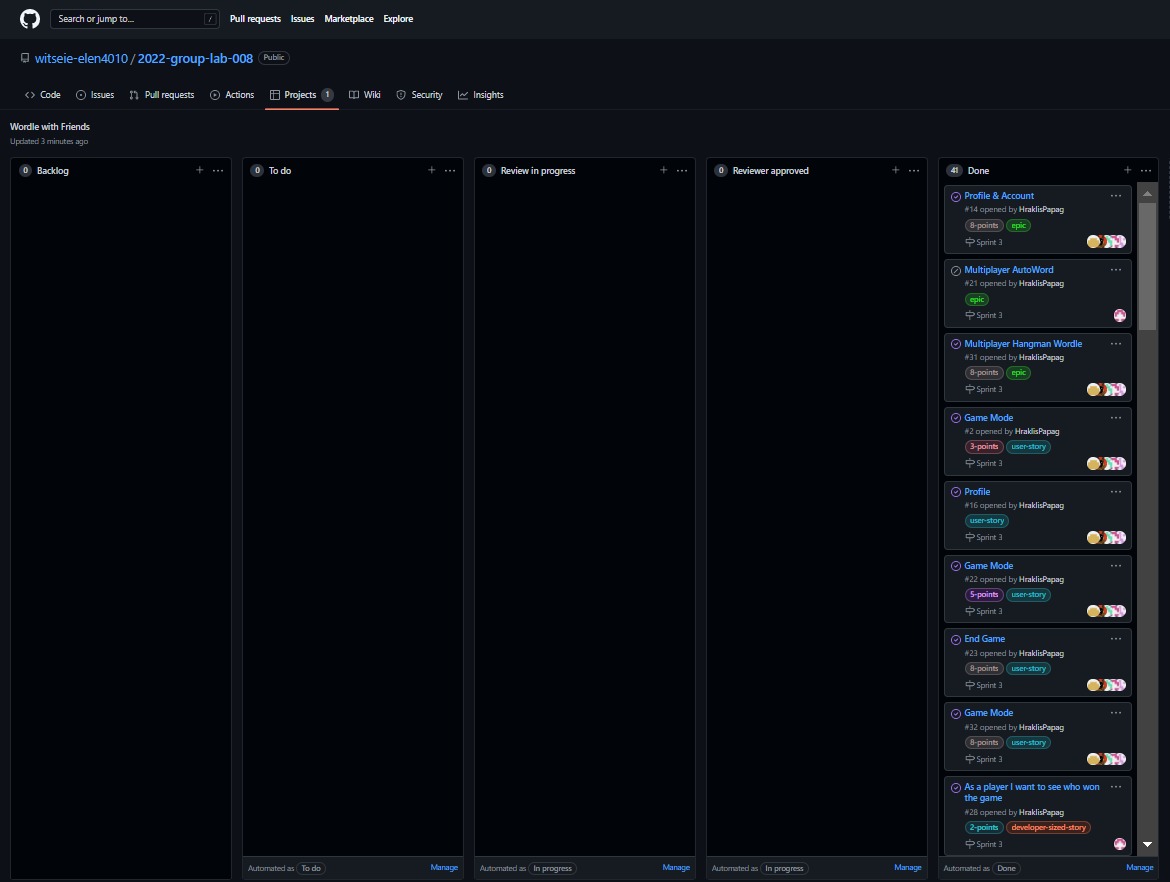 Search or jump to... /
Pull requests Issues Marketplace Explore
witseie-elen4010 / 2022-group-lab-008 Public
Code Issues Pull requests Actions Projects 1 Wiki Security Insights
Wordle with Friends
Updated 3 minutes ago
0 Backlog
0 To do
Automated as To do Manage
0 Review in progress
Automated as In progress Manage
0 Reviewer approved
Automated as In progress Manage
41 Done
Profile & Account
#14 opened by HraklisPapag
8-points epic
Sprint 3
Multiplayer AutoWord
#21 opened by HraklisPapag
epic
Sprint 3
Multiplayer Hangman Wordle
#31 opened by HraklisPapag
8-points epic
Sprint 3
Game Mode
#2 opened by HraklisPapag
3-points user-story
Sprint 3
Profile
#16 opened by HraklisPapag
user-story
Sprint 3
Game Mode
#22 opened by HraklisPapag
5-points user-story
Sprint 3
End Game
#23 opened by HraklisPapag
8-points user-story
Sprint 3
Game Mode
#32 opened by HraklisPapag
8-points user-story
Sprint 3
As a player I want to see who won
the game
#28 opened by HraklisPapag
2-points developer-sized-story
Sprint 3
Automated as Done Manage